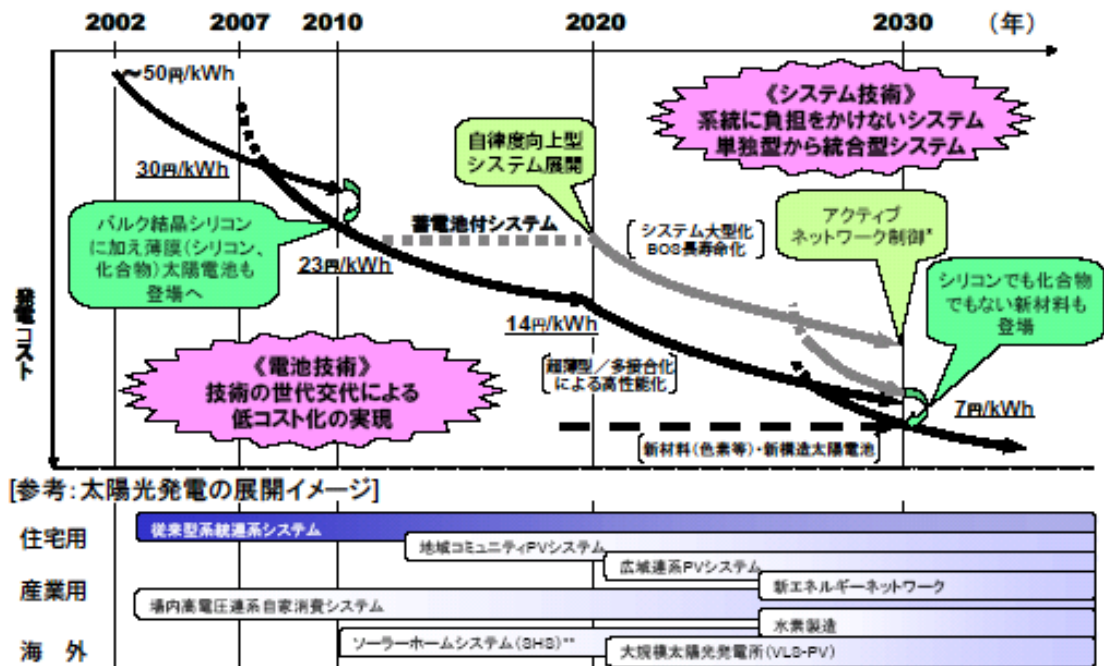 2002 2007 2010 2020 2030 (年)
～50円/kWh
《システム技術》
系統に負担をかけないシステム
単独型から統合型システム
自律度向上型
システム展開
30円/kWh
バルク結晶シリコン
に加え薄膜(シリコン、
化合物)太陽電池も
登場へ
蓄電池付システム
システム大型化
BOS長寿命化
アクティブ
ネットワーク制御*
23円/kWh
シリコンでも化合物
でもない新材料も
登場
発電コスト
14円/kWh
《電池技術》
技術の世代交代による
低コスト化の実現
超薄型／多接合化
による高性能化
7円/kWh
新材料(色素等)・新構造太陽電池
[参考:太陽光発電の展開イメージ]
住宅用
従来型系統連系システム
地域コミュニティPVシステム
広域連系PVシステム
産業用
新エネルギーネットワーク
場内高電圧連系自家消費システム
水素製造
海外
ソーラーホームシステム(SHS)**
大規模太陽光発電所(VLS-PV)